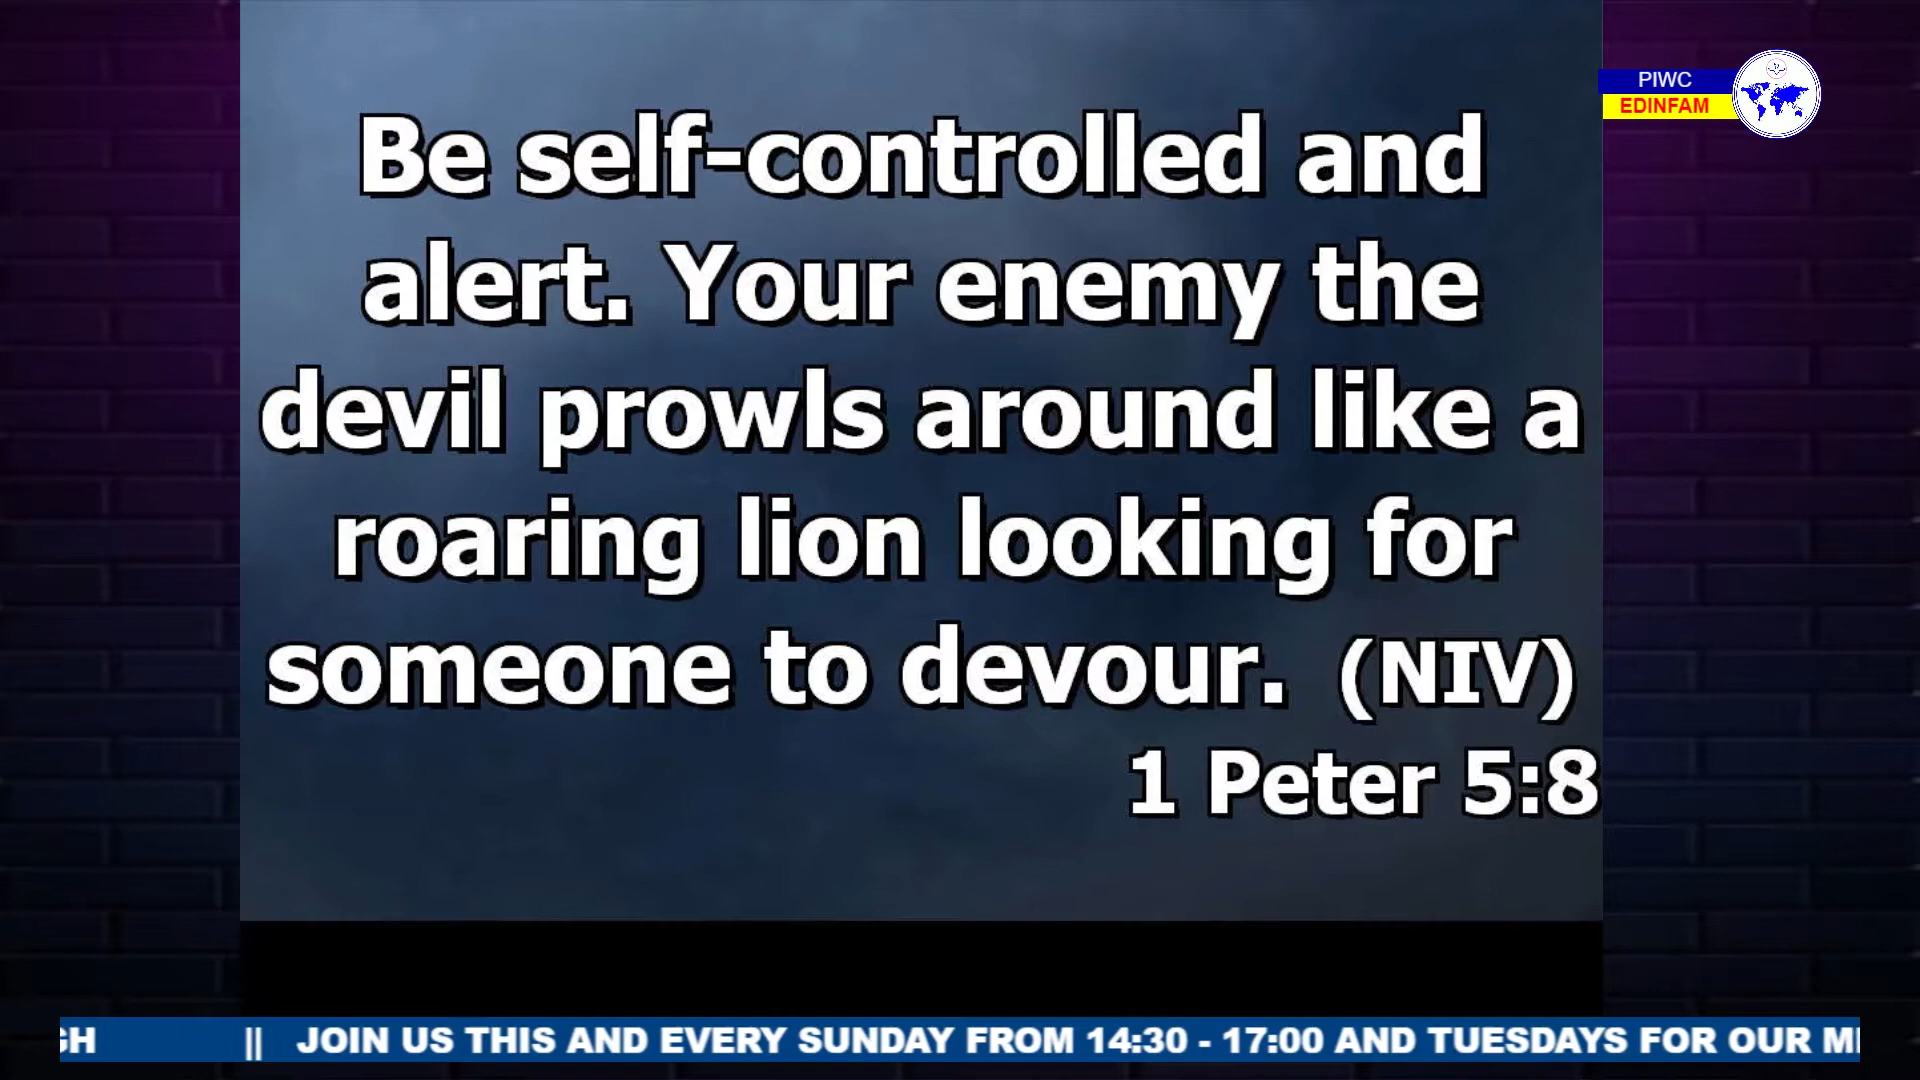 Be self-controlled and
alert. Your enemy the
devil prowls around like a
roaring lion looking for
someone to devour. (NIV)
1 Peter 5:8
PIWC
EDINFAM
GH || JOIN US THIS AND EVERY SUNDAY FROM 14:30 - 17:00 AND TUESDAYS FOR OUR